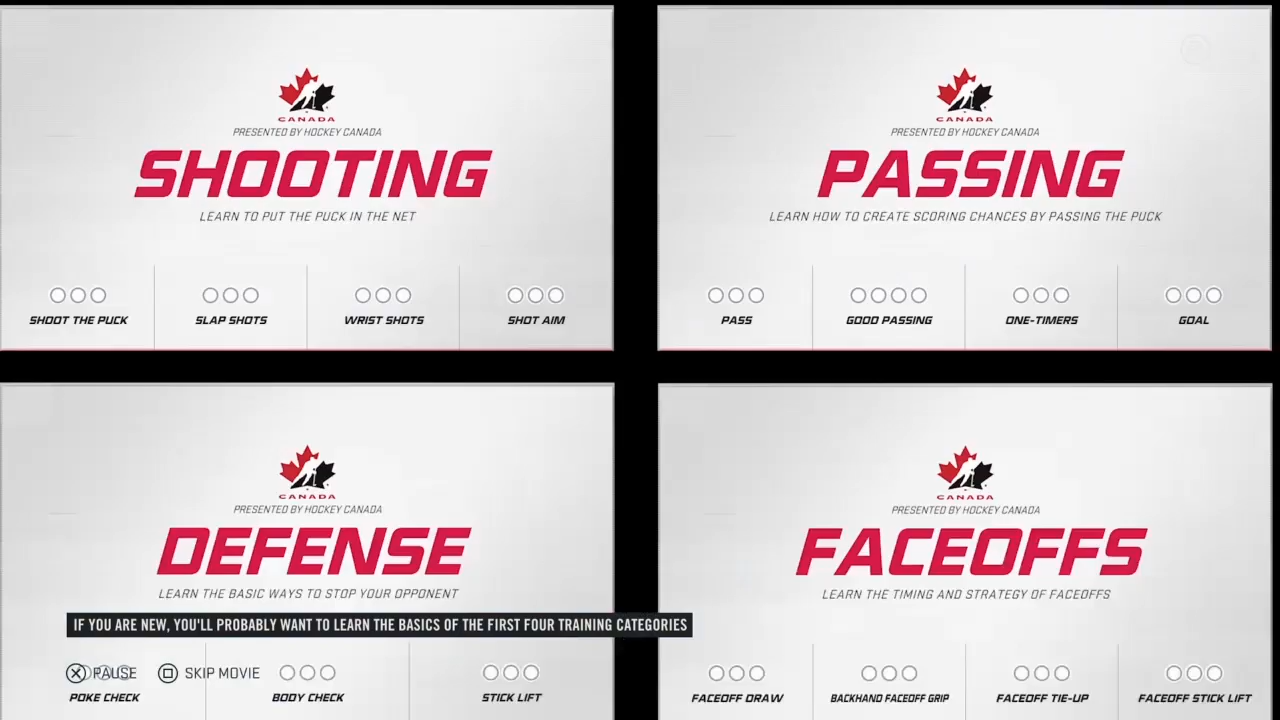 CANADA
PRESENTED BY HOCKEY CANADA
SHOOTING
LEARN TO PUT THE PUCK IN THE NET
SHOOT THE PUCK
SLAP SHOTS
WRIST SHOTS
SHOT AIM
CANADA
PRESENTED BY HOCKEY CANADA
PASSING
LEARN HOW TO CREATE SCORING CHANCES BY PASSING THE PUCK
PASS
GOOD PASSING
ONE-TIMERS
GOAL
CANADA
PRESENTED BY HOCKEY CANADA
DEFENSE
LEARN THE BASIC WAYS TO STOP YOUR OPPONENT
IF YOU ARE NEW, YOU'LL PROBABLY WANT TO LEARN THE BASICS OF THE FIRST FOUR TRAINING CATEGORIES
PAUSE
SKIP MOVIE
POKE CHECK
BODY CHECK
STICK LIFT
CANADA
PRESENTED BY HOCKEY CANADA
FACEOFFS
LEARN THE TIMING AND STRATEGY OF FACEOFFS
FACEOFF DRAW
BACKHAND FACEOFF GRIP
FACEOFF TIE-UP
FACEOFF STICK LIFT